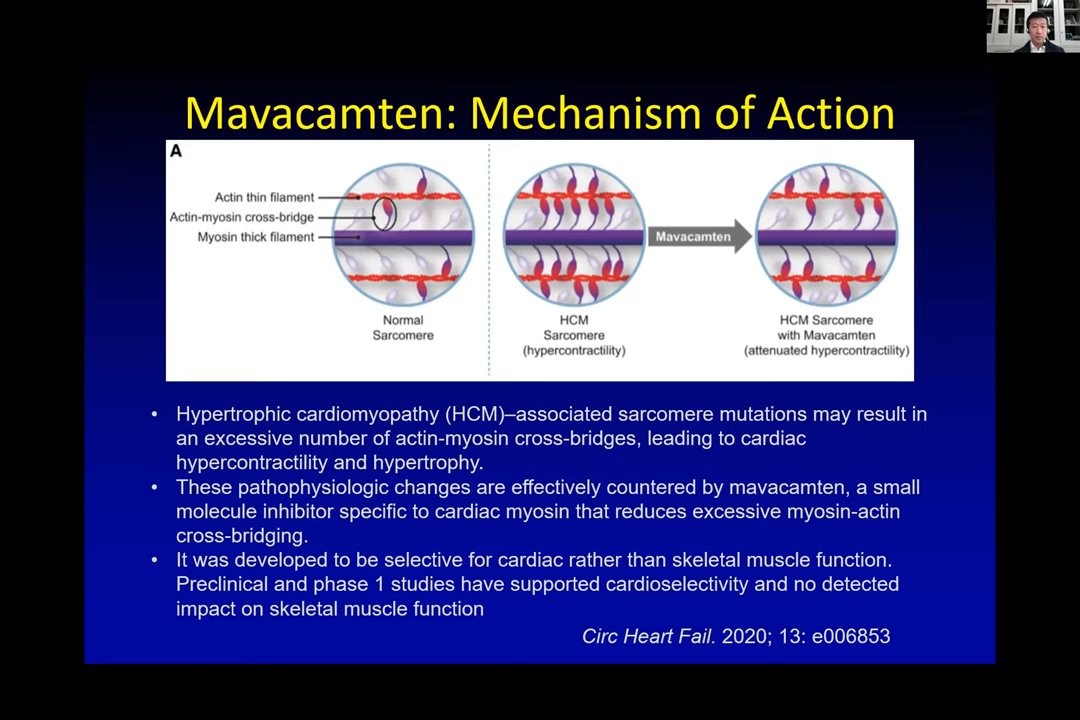 Mavacamten: Mechanism of Action
A
Actin thin filament
Actin-myosin cross-bridge
Myosin thick filament
Mavacamten
Normal
Sarcomere
HCM
Sarcomere
(hypercontractility)
HCM Sarcomere
with Mavacamten
(attenuated hypercontractility)
• Hypertrophic cardiomyopathy (HCM)–associated sarcomere mutations may result in
an excessive number of actin-myosin cross-bridges, leading to cardiac
hypercontractility and hypertrophy.
• These pathophysiologic changes are effectively countered by mavacamten, a small
molecule inhibitor specific to cardiac myosin that reduces excessive myosin-actin
cross-bridging.
• It was developed to be selective for cardiac rather than skeletal muscle function.
Preclinical and phase 1 studies have supported cardioselectivity and no detected
impact on skeletal muscle function
Circ Heart Fail. 2020; 13: e006853